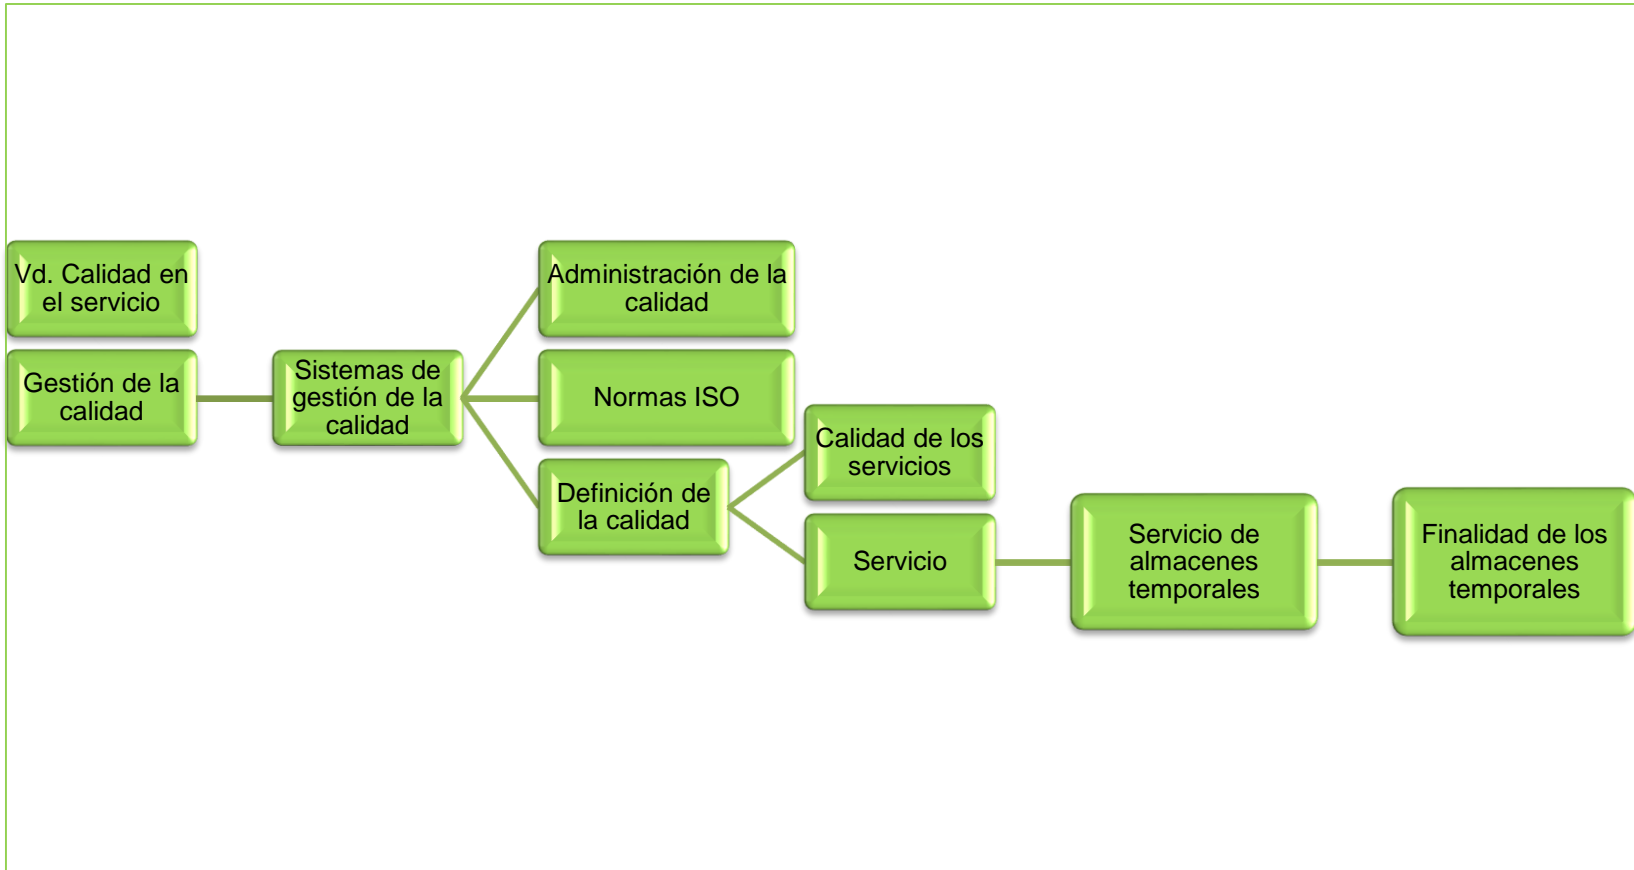 Vd. Calidad en
el servicio
Gestión de la
calidad
Sistemas de
gestión de la
calidad
Administración de la
calidad
Normas ISO
Definición de
la calidad
Calidad de los
servicios
Servicio
Servicio de
almacenes
temporales
Finalidad de los
almacenes
temporales